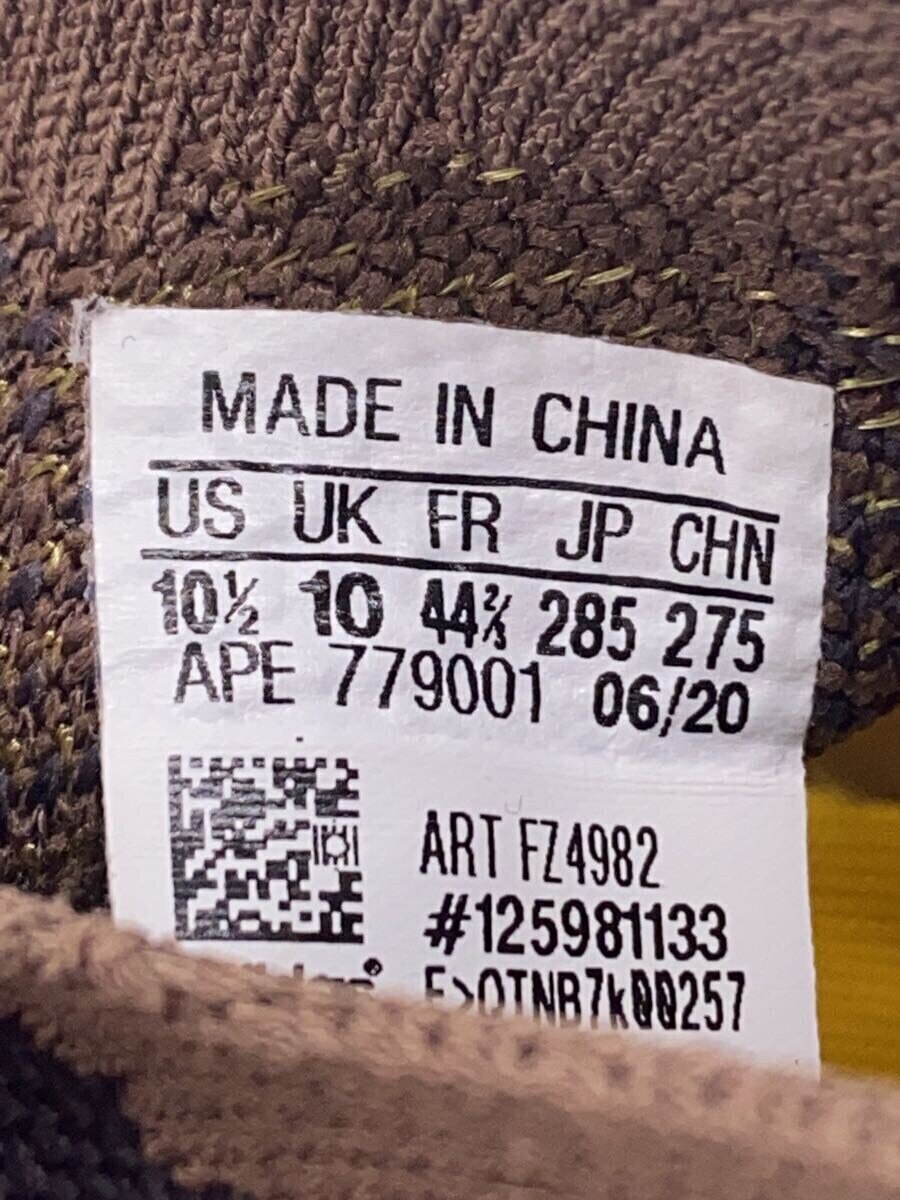 MADE IN CHINA
US UK FR JP CHN
10½ 10 44⅔ 285 275
APE 779001 06/20
ART FZ4982
#125981133